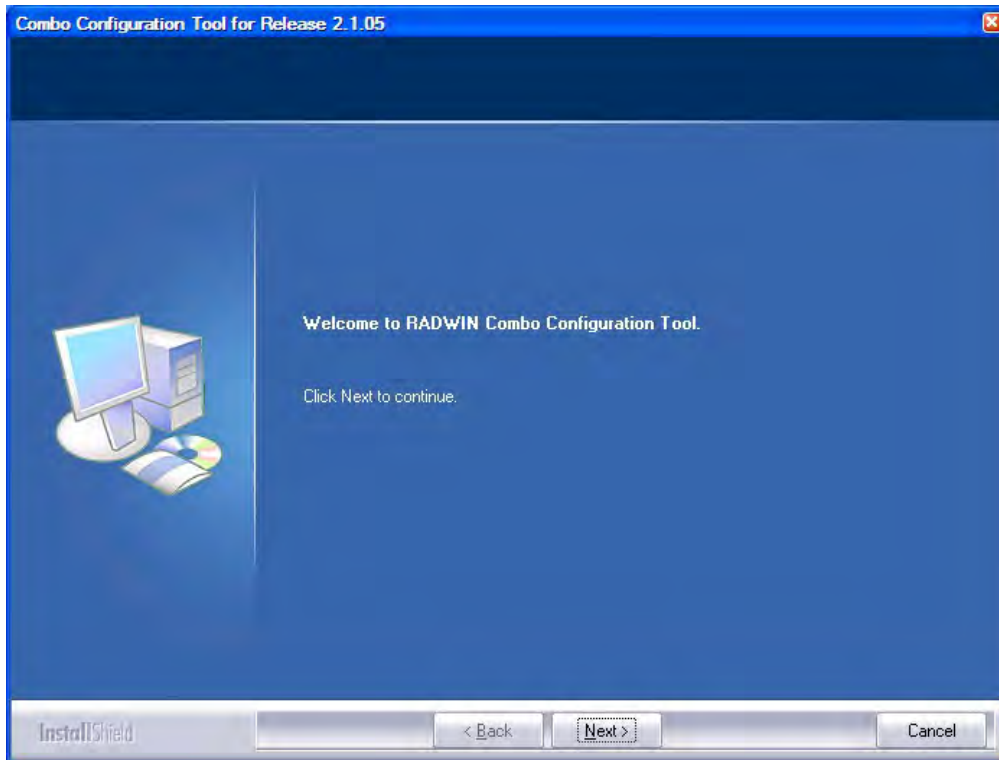 Combo Configuration Tool for Release 2.1.05
Welcome to RADWIN Combo Configuration Tool.
Click Next to continue.
InstallShield
< Back
Next >
Cancel